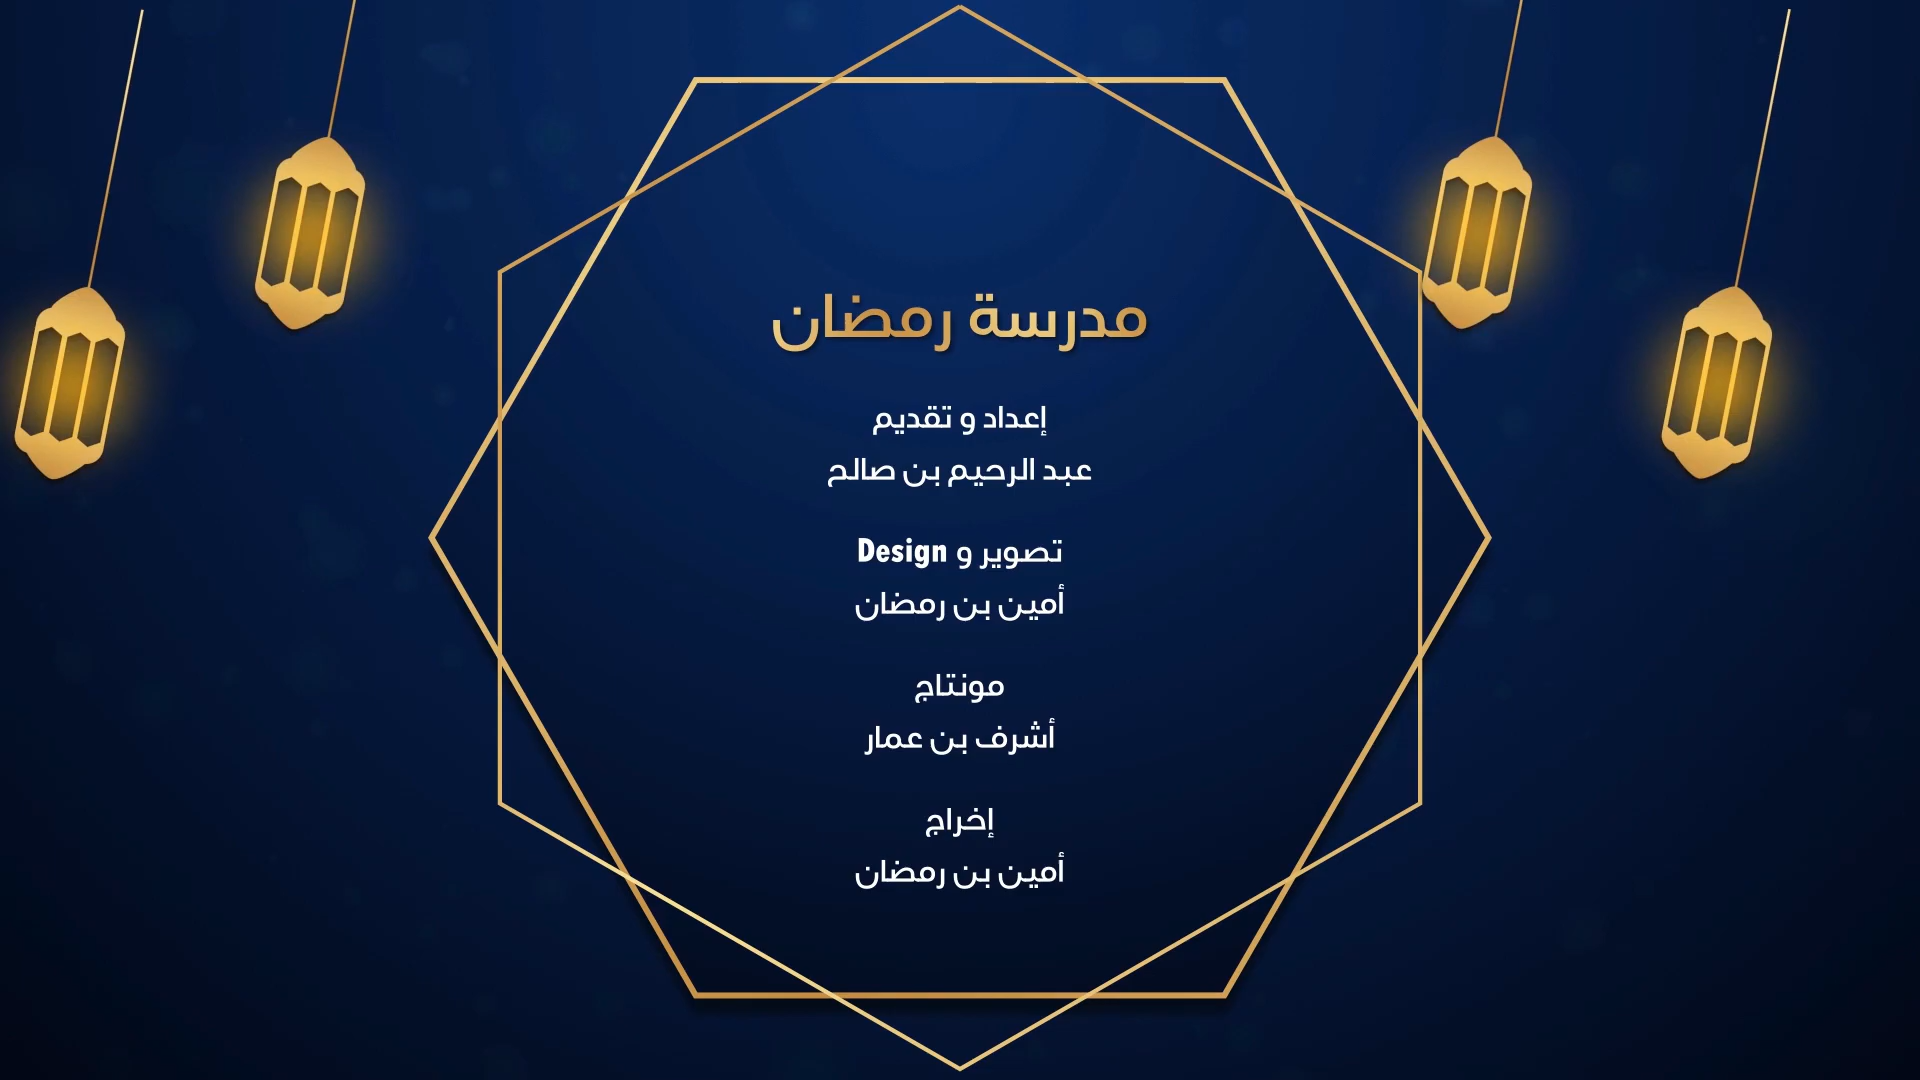 مدرسة رمضان
إعداد و تقديم
عبد الرحيم بن صالح
تصوير و Design
أمين بن رمضان
مونتاج
أشرف بن عمار
إخراج
أمين بن رمضان